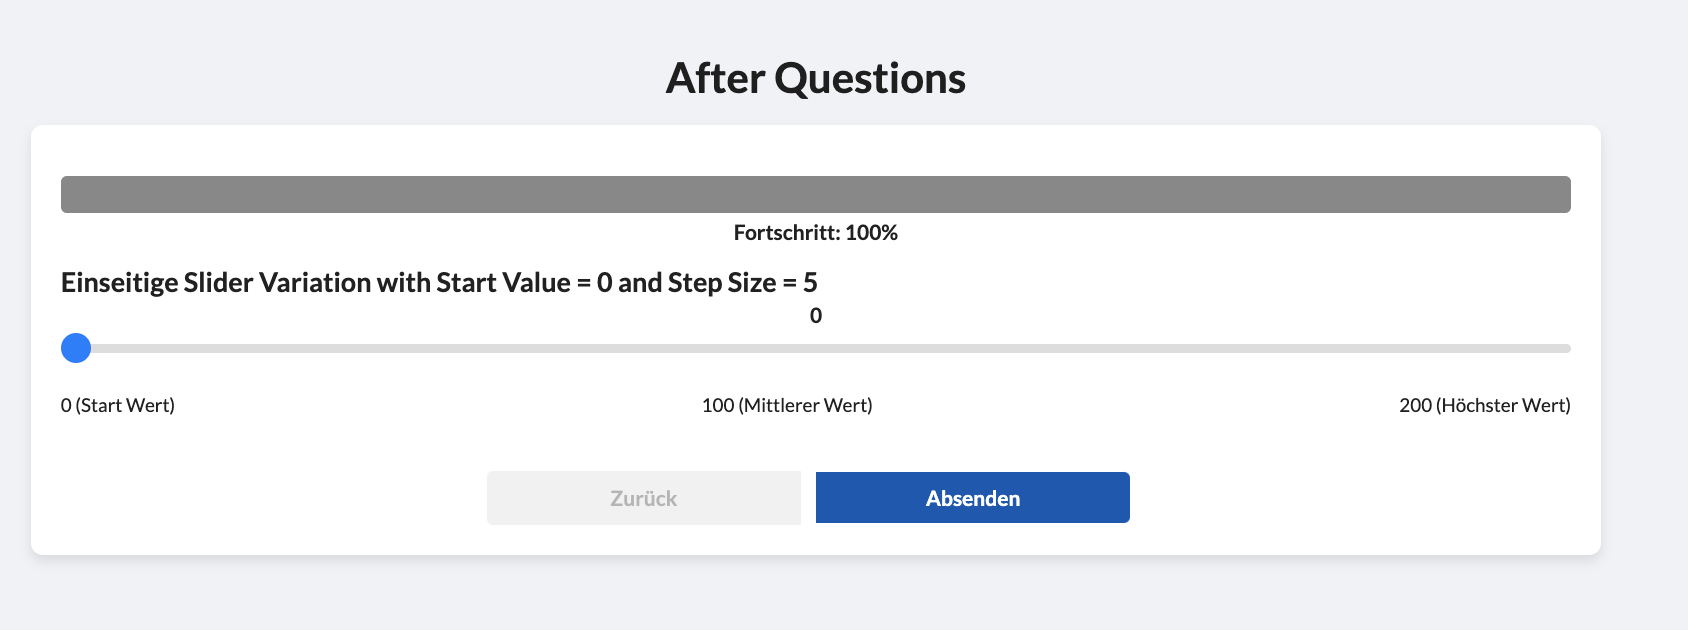 After Questions
Fortschritt: 100%
Einseitige Slider Variation with Start Value = 0 and Step Size = 5
0
0 (Start Wert) 100 (Mittlerer Wert) 200 (Höchster Wert)
Zurück Absenden